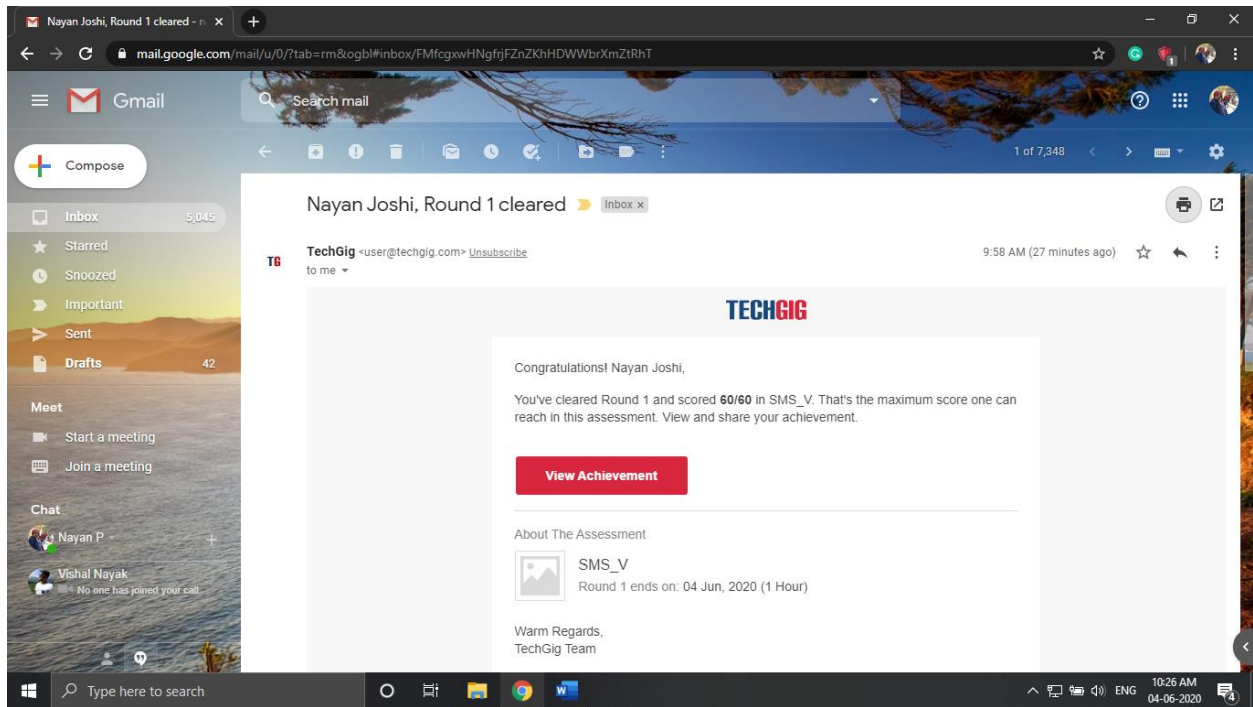 Nayan Joshi, Round 1 cleared - n
mail.google.com/mail/u/0/?tab=rm&ogbl#inbox/FMfcgxwHNgfrjFZnZKhHDWWbrXmZtRhT
Gmail
Search mail
Compose
1 of 7,348
Inbox 5,045
Starred
Snoozed
Important
Sent
Drafts 42
Meet
Start a meeting
Join a meeting
Chat
Nayan P
Vishal Nayak
No one has joined your call
Nayan Joshi, Round 1 cleared
Inbox x
TG
TechGig <user@techgig.com> Unsubscribe
9:58 AM (27 minutes ago)
to me
TECHGIG
Congratulations! Nayan Joshi,
You've cleared Round 1 and scored 60/60 in SMS_V. That's the maximum score one can
reach in this assessment. View and share your achievement.
View Achievement
About The Assessment
SMS_V
Round 1 ends on: 04 Jun, 2020 (1 Hour)
Warm Regards,
TechGig Team
Type here to search
ENG
10:26 AM
04-06-2020
4